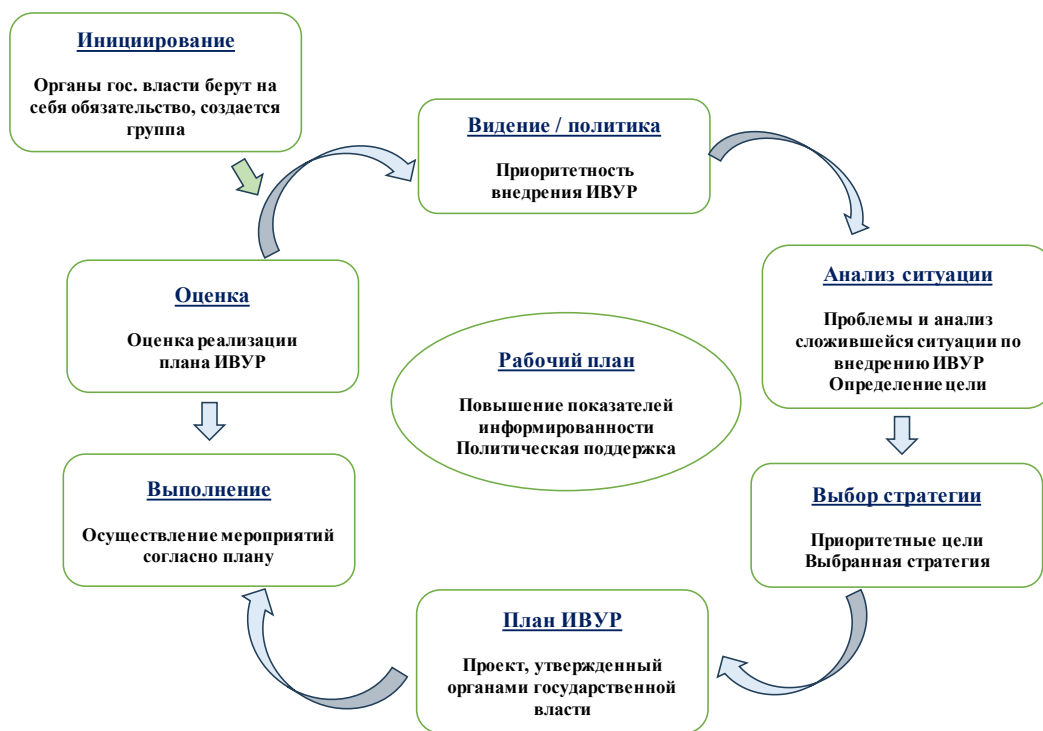 Инициирование
Органы гос. власти берут на
себя обязательство, создается
группа
Видение / политика
Приоритетность
внедрения ИВУР
Анализ ситуации
Проблемы и анализ
сложившейся ситуации по
внедрению ИВУР
Определение цели
Оценка
Оценка реализации
плана ИВУР
Рабочий план
Повышение показателей
информированности
Политическая поддержка
Выполнение
Осуществление мероприятий
согласно плану
Выбор стратегии
Приоритетные цели
Выбранная стратегия
План ИВУР
Проект, утвержденный
органами государственной
власти